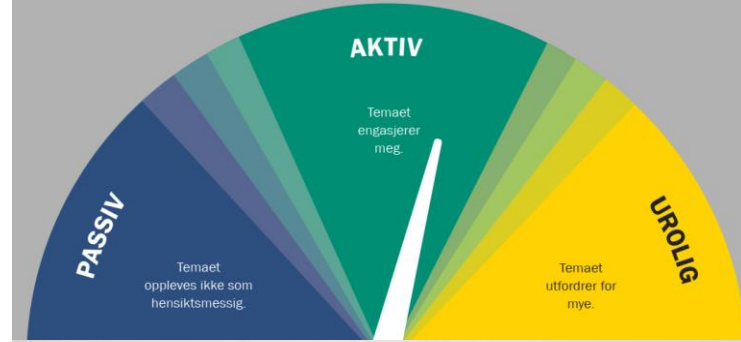 PASSIV
Temaet
oppleves ikke som
hensiktsmessig.
AKTIV
Temaet
engasjerer
meg.
UROLIG
Temaet
utfordrer for
mye.